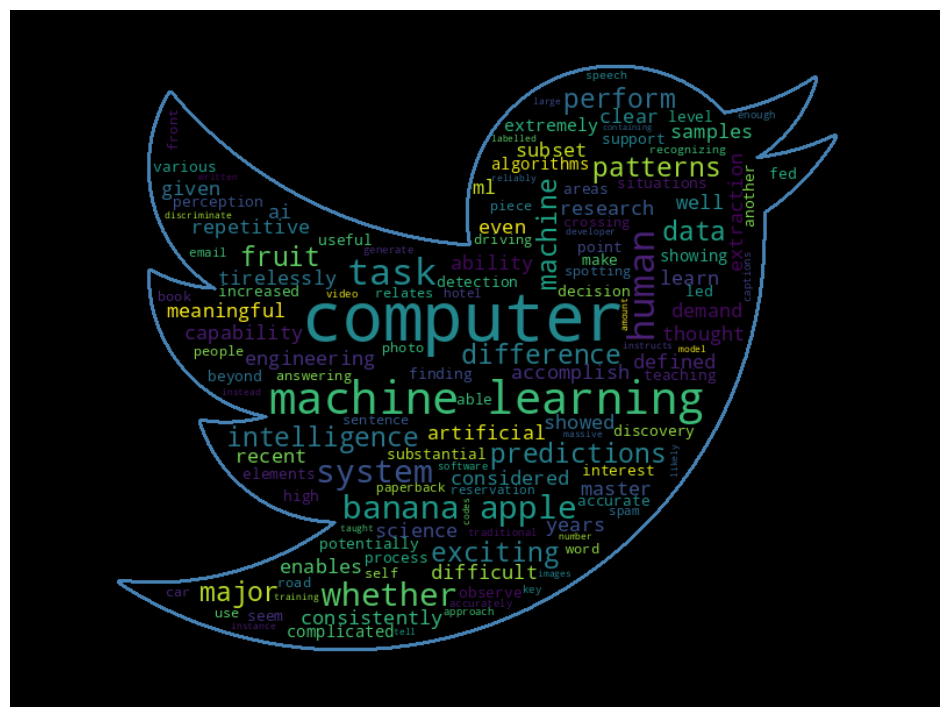 speech
large
perform
front
clear
level
enough
extremely
support
containing
samples
labelled
subset
recognizing
various
algorithms
patterns
extraction
another
fed
written
reliably
given
perception
ml
areas
situations
ai
piece
research
well
discriminate
repetitive
even
machine
crossing
developer
data
email
fruit
useful
driving
point
human
showing
generate
ability
make
captions
tirelessly
task
detection
spotting
learn
book
increased
video
relates
hotel
decision
led
meaningful
computer
amount
demand
capability
thought
people
photo
difference
instructs
model
engineering
defined
beyond
answering
finding
accomplish
teaching
instead
machine learning
able
massive
sentence
showed
intelligence
artificial
discovery
recent
substantial
predictions
likely
elements
system
software
considered
interest
high
paperback
reservation
master
accurate
banana apple
codes
years
spam
taught
science
traditional
number
potentially
exciting
word
process
enables
self
difficult
images
car
road
major
training
whether
observe
key
use
seem
accurately
instance
consistently
approach
complicated
tell